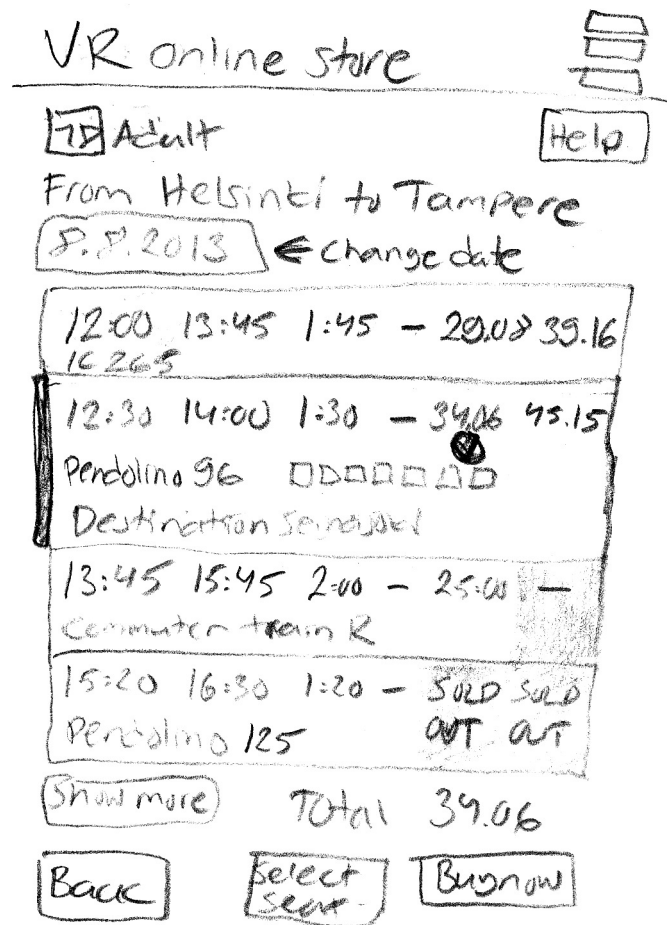 VR online store
Adult
Help
From Helsinki to Tampere
8.8.2013 ← Change date
12:00 13:45 1:45 – 29.08 39.16
IC 265
12:30 14:00 1:30 – 34.06 45.15
Pendolino 96
Destination Seinäjoki
13:45 15:45 2:00 – 25:00 –
Commuter train R
15:20 16:30 1:20 – SOLD SOLD
Pendolino 125 OUT OUT
Show more Total 34.06
Back Select Buy now
Seat